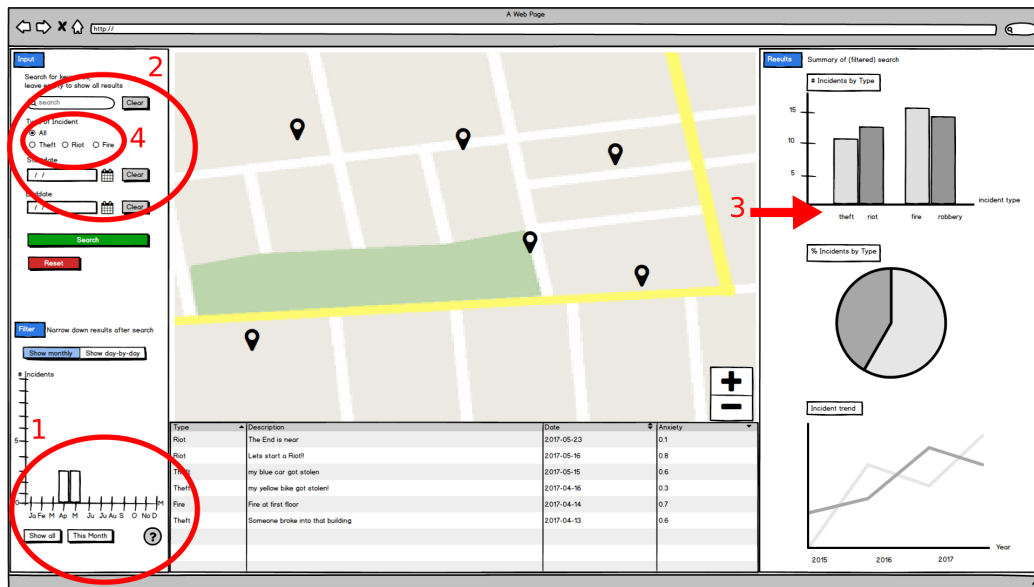 A Web Page
http://
Input
2
Search for keywords,
leave empty to show all results
search
Clear
Type of Incident
All
4
Theft
Riot
Fire
Startdate
/ /
Clear
Enddate
/ /
Clear
Search
Reset
Filter
Narrow down results after search
Show monthly
Show day-by-day
# Incidents
1
5
0
Ja Fe M Ap M Ju Ju Au S O No D
M
Show all
This Month
?
+
−
Type Description Date Anxiety
Riot The End is near 2017-05-23 0.1
Riot Lets start a Riot!! 2017-05-16 0.8
Theft my blue car got stolen 2017-05-15 0.6
Theft my yellow bike got stolen! 2017-04-16 0.3
Fire Fire at first floor 2017-04-14 0.7
Theft Someone broke into that building 2017-04-13 0.6
Results
Summary of (filtered) search
# Incidents by Type
15
10
5
3
incident type
theft riot fire robbery
% Incidents by Type
Incident trend
Year
2015 2016 2017